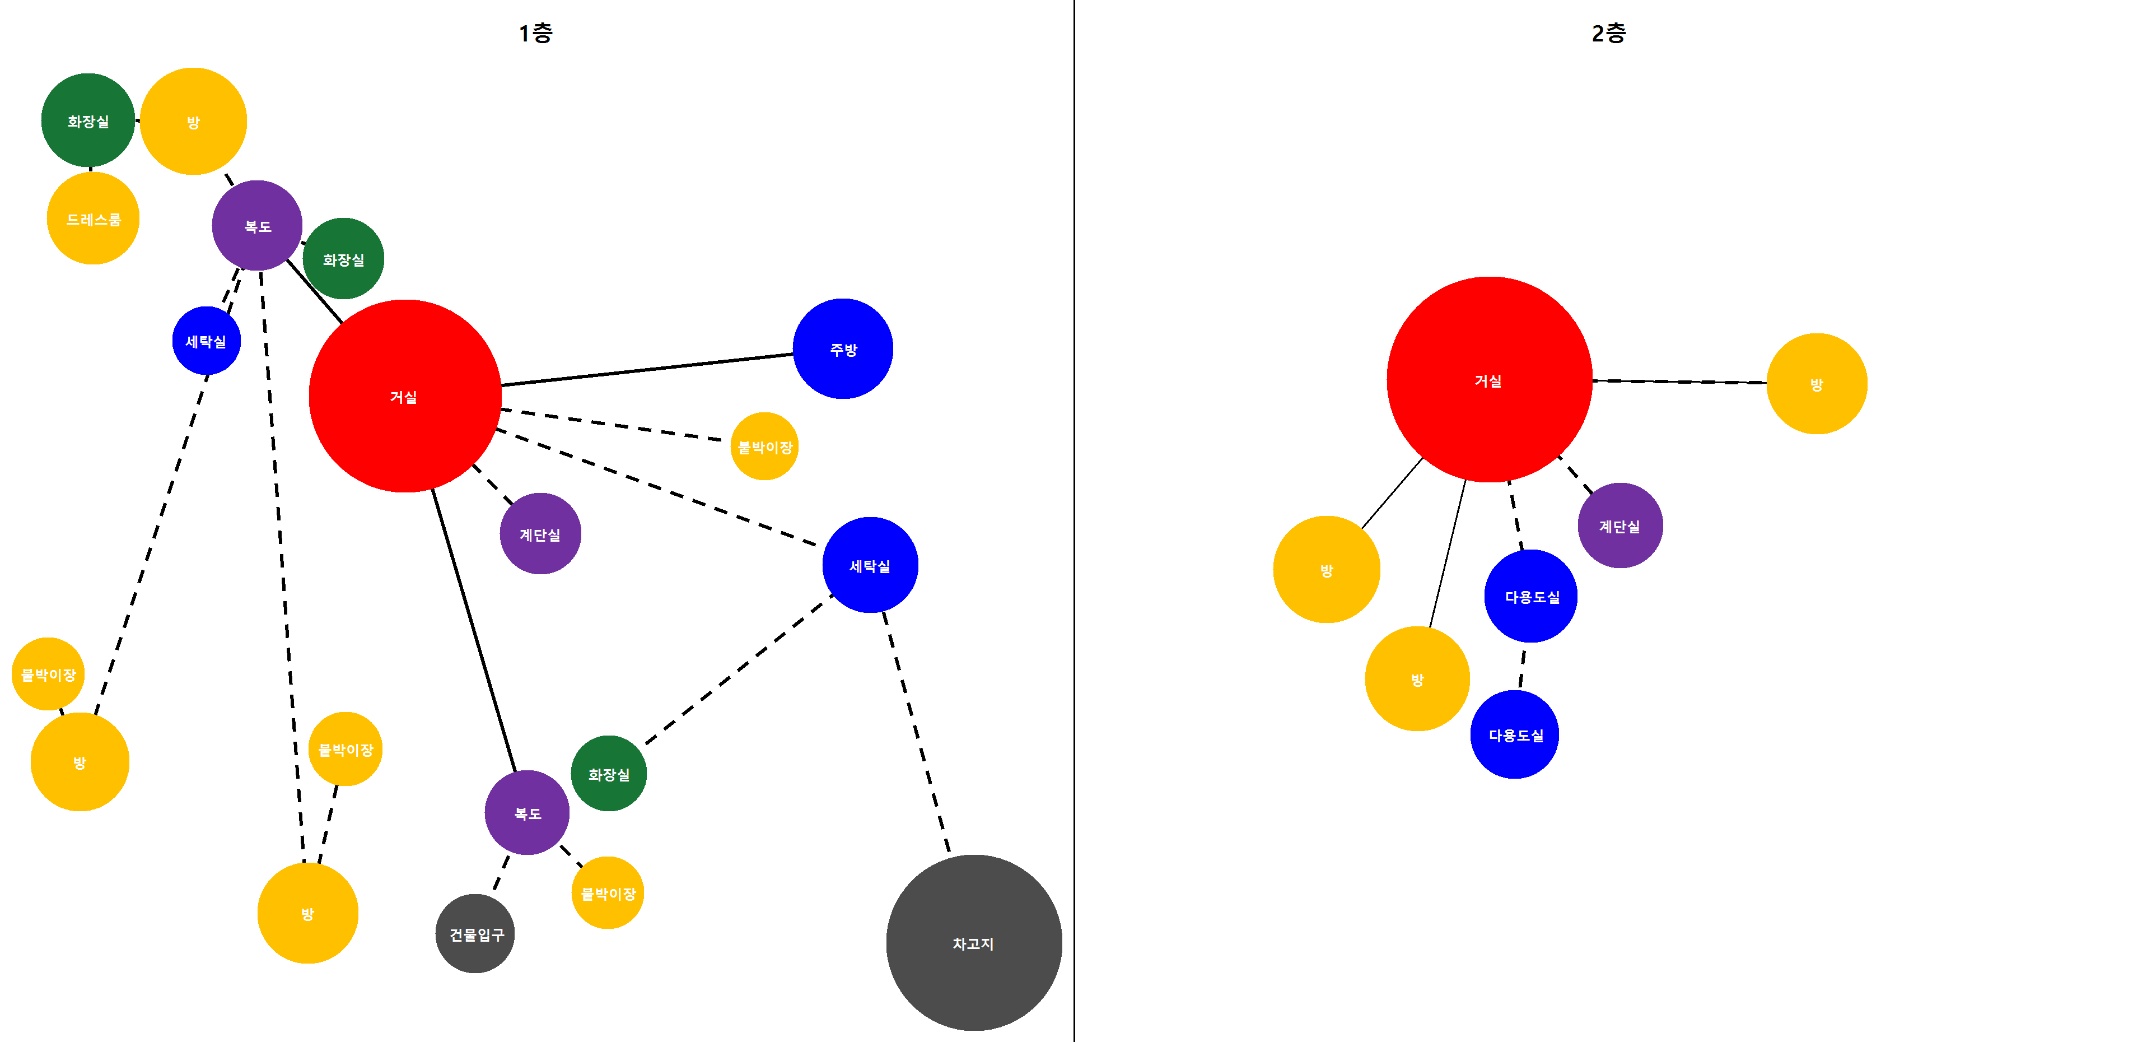 1층
화장실
방
드레스룸
복도
화장실
세탁실
거실
주방
붙박이장
계단실
세탁실
붙박이장
방
붙박이장
방
화장실
복도
붙박이장
건물입구
차고지
2층
거실
방
계단실
방
다용도실
방
다용도실